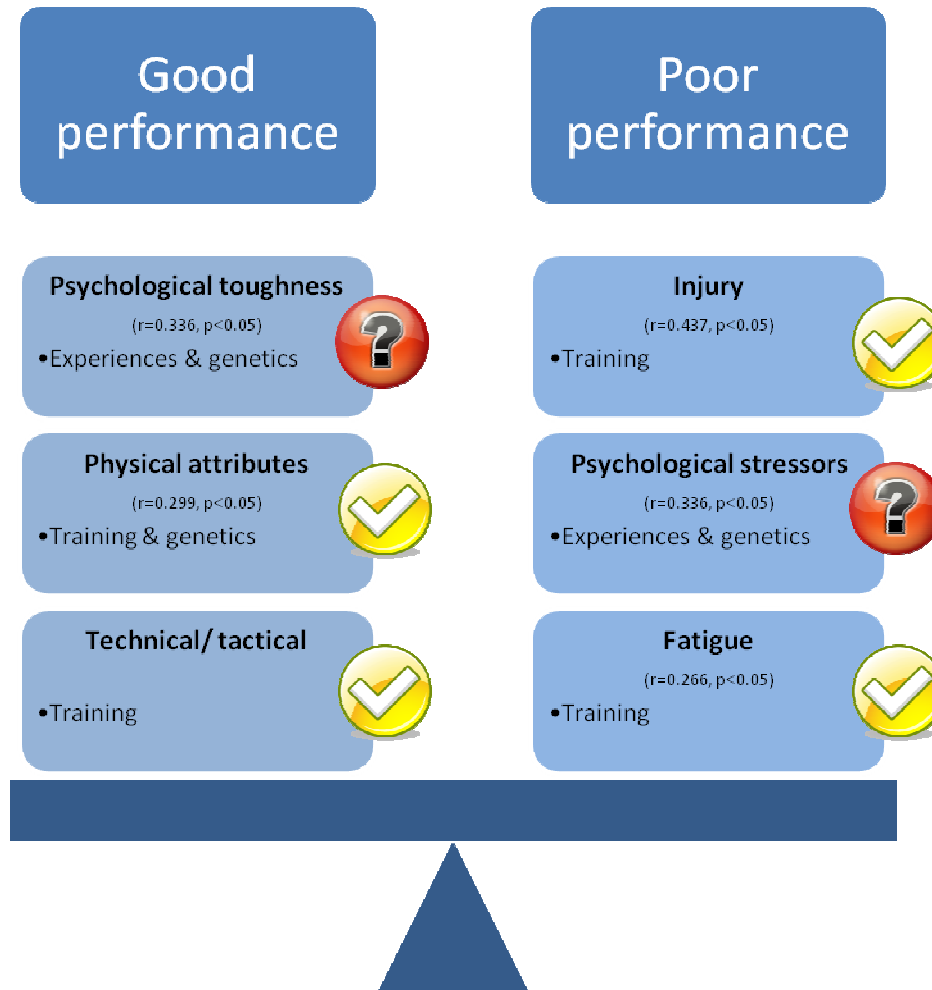 Good
performance
Psychological toughness
(r=0.336, p<0.05)
•Experiences & genetics
?
Physical attributes
(r=0.299, p<0.05)
•Training & genetics
Technical/ tactical
•Training
Poor
performance
Injury
(r=0.437, p<0.05)
•Training
Psychological stressors
(r=0.336, p<0.05)
•Experiences & genetics
?
Fatigue
(r=0.266, p<0.05)
•Training